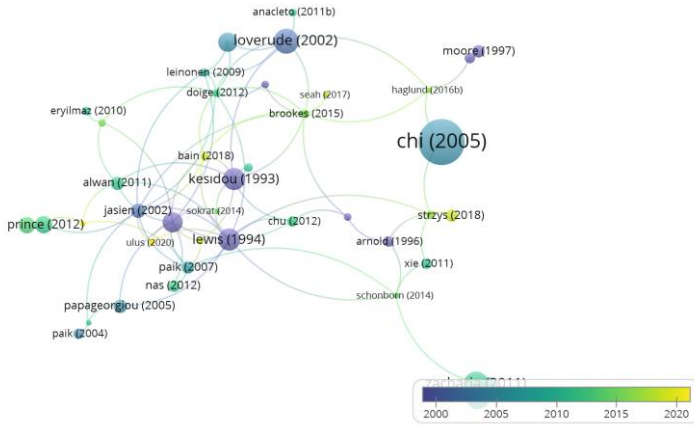 anacleto (2011b)
loverude (2002)
moore (1997)
leinonen (2009)
doige (2012)
seah (2017)
haglund (2016b)
eryilmaz (2010)
brookes (2015)
chi (2005)
bain (2018)
alwan (2011)
kesidou (1993)
jasien (2002)
sokrat (2014)
strzys (2018)
prince (2012)
chu (2012)
ulus (2020)
lewis (1994)
arnold (1996)
paik (2007)
xie (2011)
nas (2012)
schonborn (2014)
papageorgiou (2005)
paik (2004)
zacharia (2011)
2000 2005 2010 2015 2020